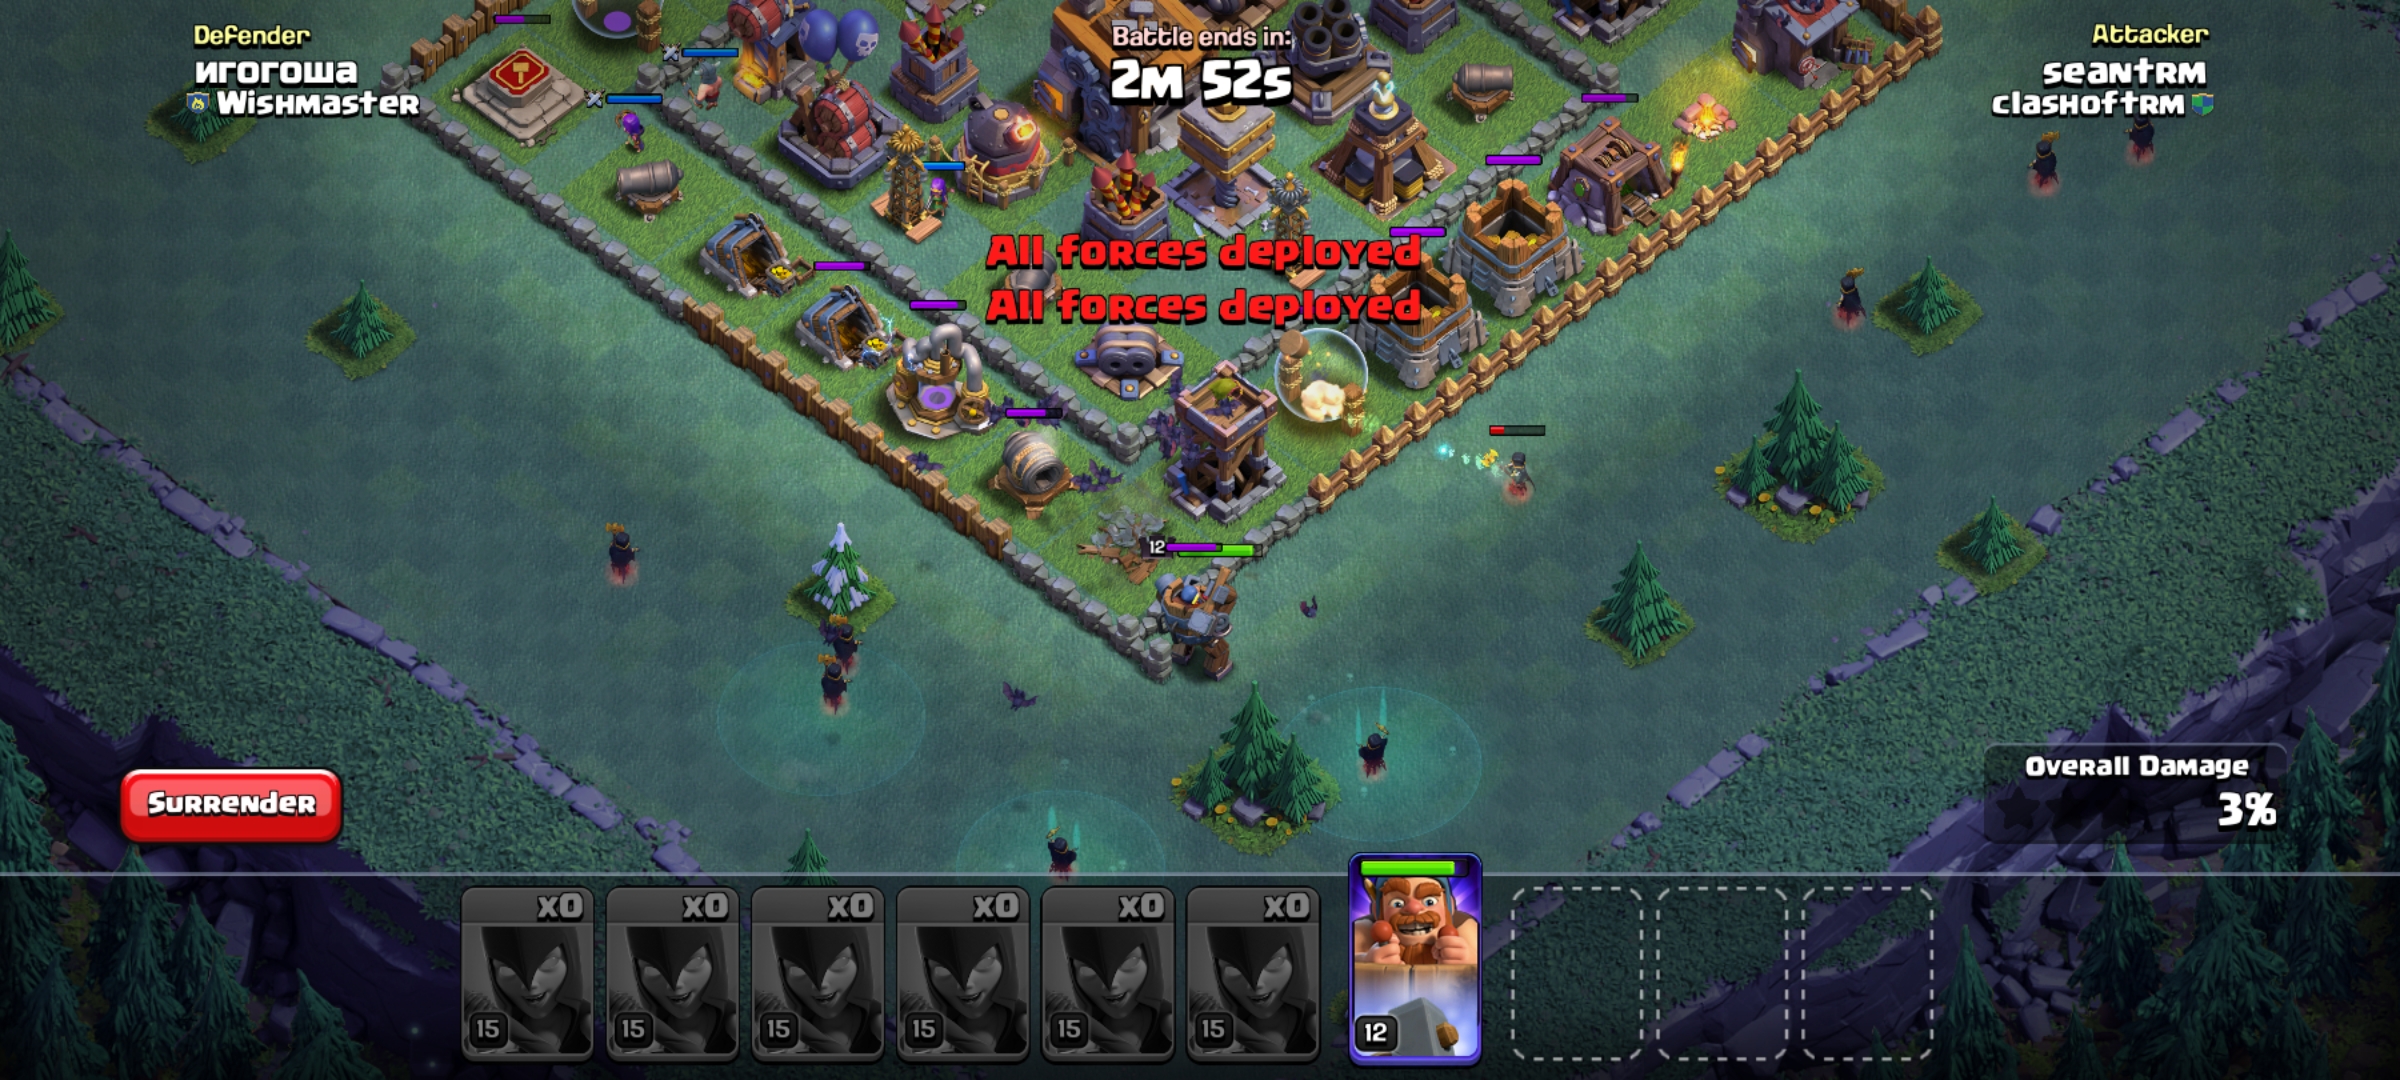 Defender
игогоша
Wishmaster
Battle ends in:
2M 52S
Attacker
seantRM
clashoftRM
All forces deployed
All forces deployed
12
Surrender
Overall Damage
3%
x0
x0
x0
x0
x0
x0
15
15
15
15
15
15
12